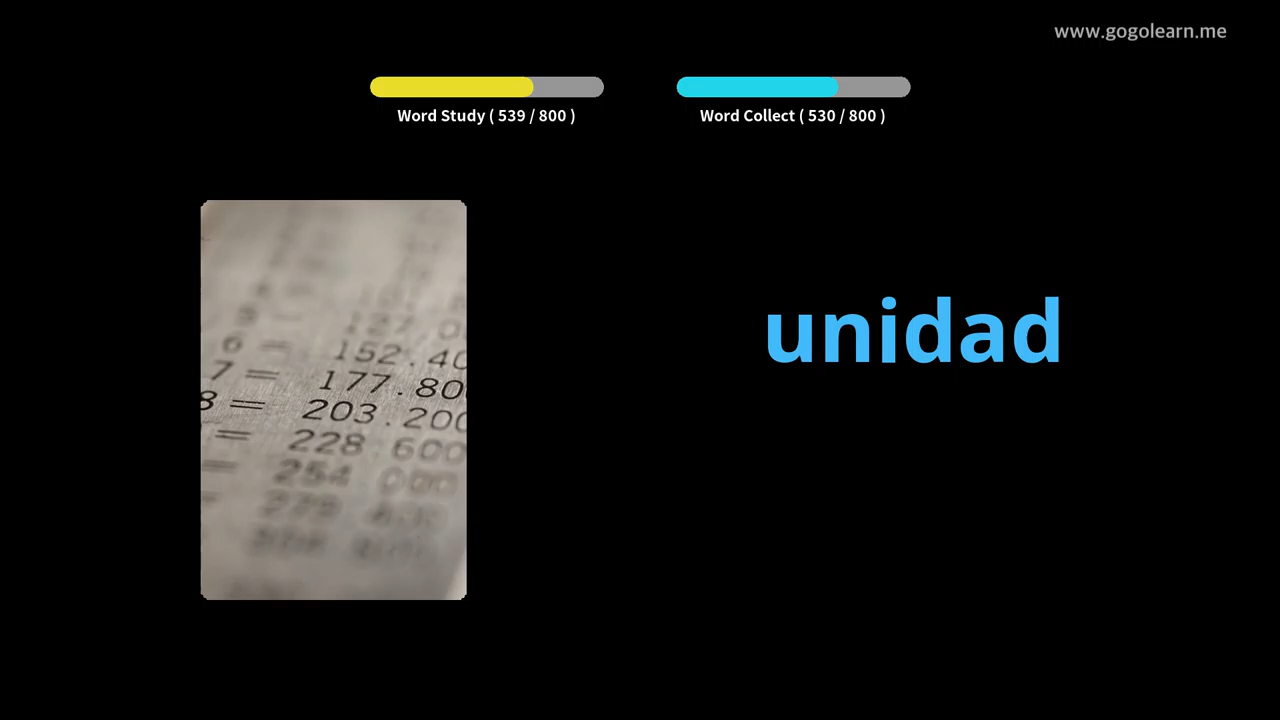 www.gogolearn.me
Word Study ( 539 / 800 )
Word Collect ( 530 / 800 )
unidad
6 = 152.40
7 = 177.80
8 = 203.200
= 228.600
= 254 000